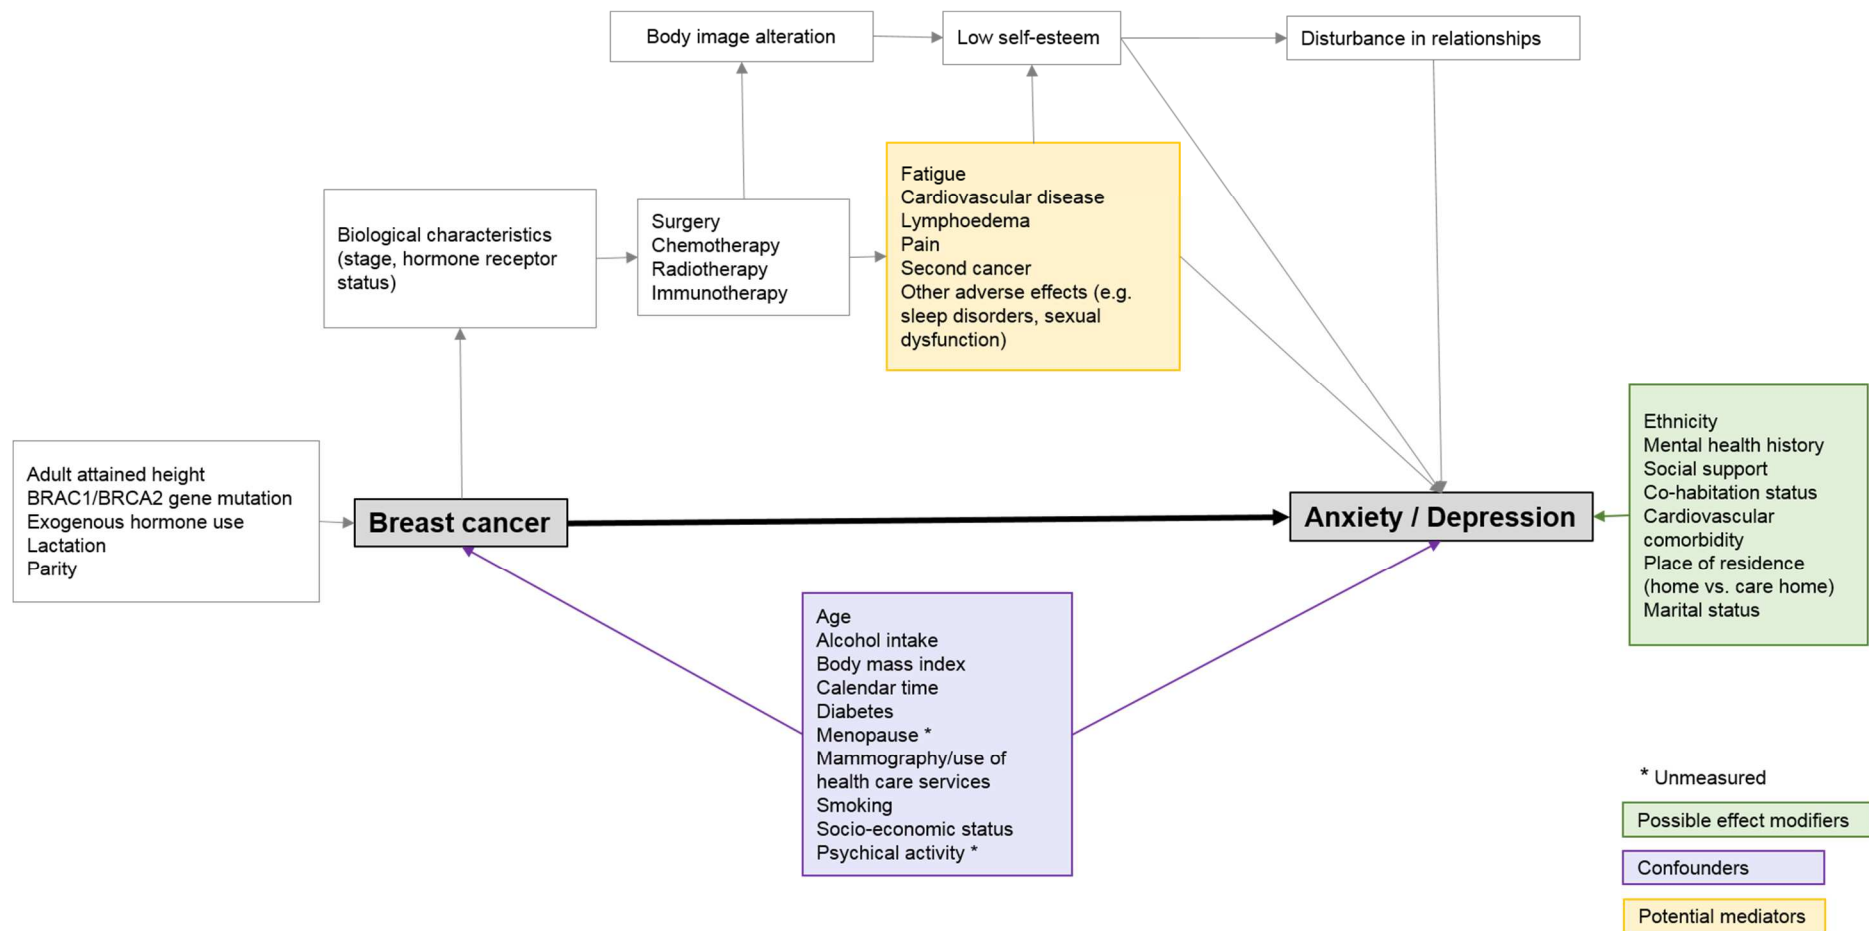 Body image alteration
Low self-esteem
Disturbance in relationships
Fatigue
Cardiovascular disease
Lymphoedema
Pain
Second cancer
Other adverse effects (e.g.
sleep disorders, sexual
dysfunction)
Surgery
Chemotherapy
Radiotherapy
Immunotherapy
Biological characteristics
(stage, hormone receptor
status)
Adult attained height
BRAC1/BRCA2 gene mutation
Exogenous hormone use
Lactation
Parity
Breast cancer
Anxiety / Depression
Ethnicity
Mental health history
Social support
Co-habitation status
Cardiovascular
comorbidity
Place of residence
(home vs. care home)
Marital status
Age
Alcohol intake
Body mass index
Calendar time
Diabetes
Menopause *
Mammography/use of
health care services
Smoking
Socio-economic status
Psychical activity *
* Unmeasured
Possible effect modifiers
Confounders
Potential mediators